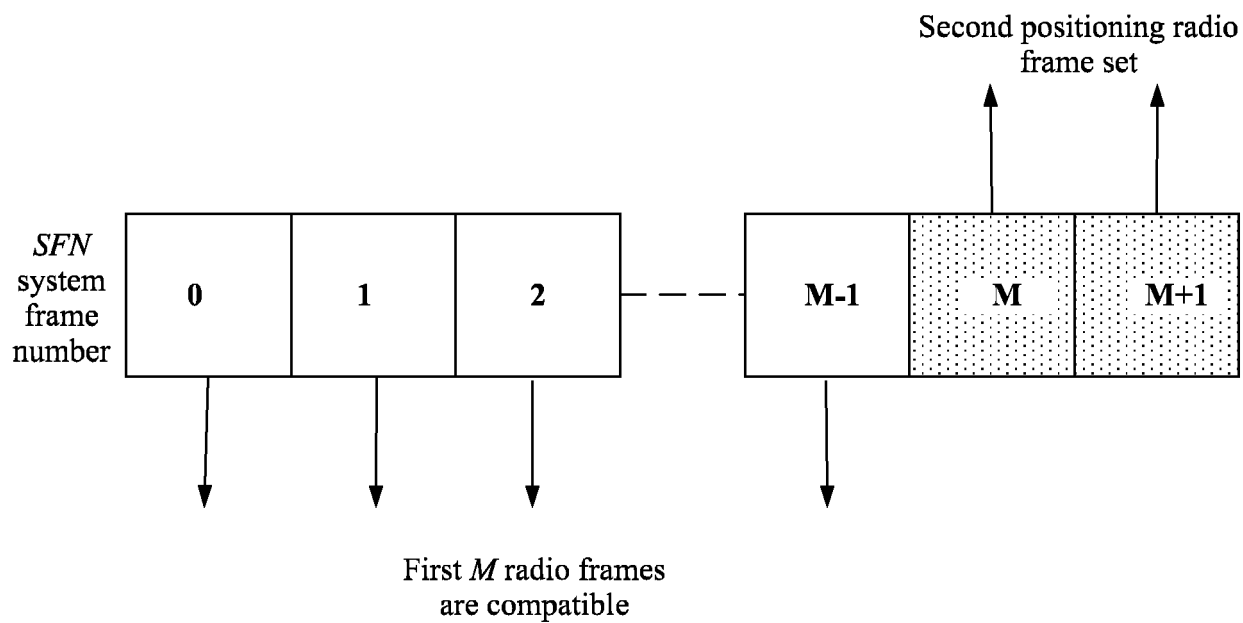 Second positioning radio
frame set
SFN
system
frame
number
0
1
2
M-1
M
M+1
First M radio frames
are compatible